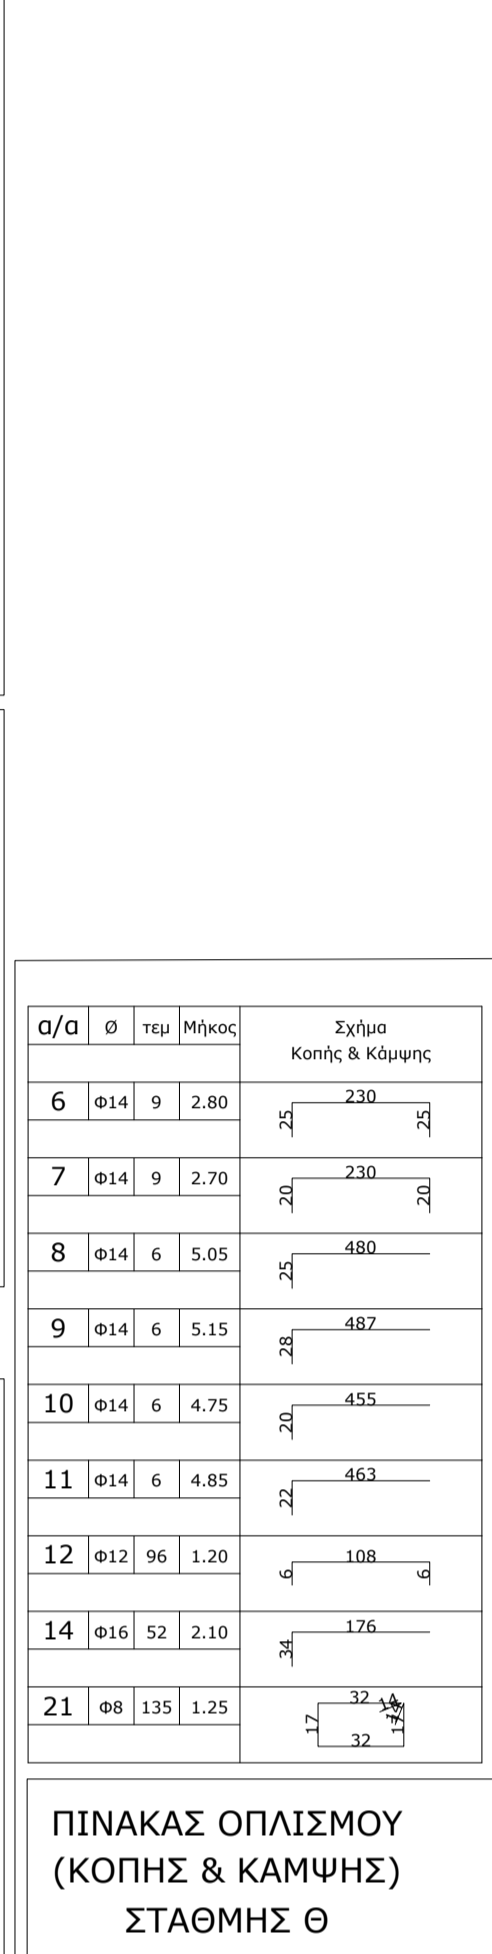 α/α Ø τεμ Μήκος Σχήμα
Κοπής & Κάμψης
6 Φ14 9 2.80 25 230 25
7 Φ14 9 2.70 20 230 20
8 Φ14 6 5.05 25 480
9 Φ14 6 5.15 28 487
10 Φ14 6 4.75 20 455
11 Φ14 6 4.85 22 463
12 Φ12 96 1.20 6 108 6
14 Φ16 52 2.10 34 176
21 Φ8 135 1.25 17 32 14 17 32
ΠΙΝΑΚΑΣ ΟΠΛΙΣΜΟΥ
(ΚΟΠΗΣ & ΚΑΜΨΗΣ)
ΣΤΑΘΜΗΣ Θ